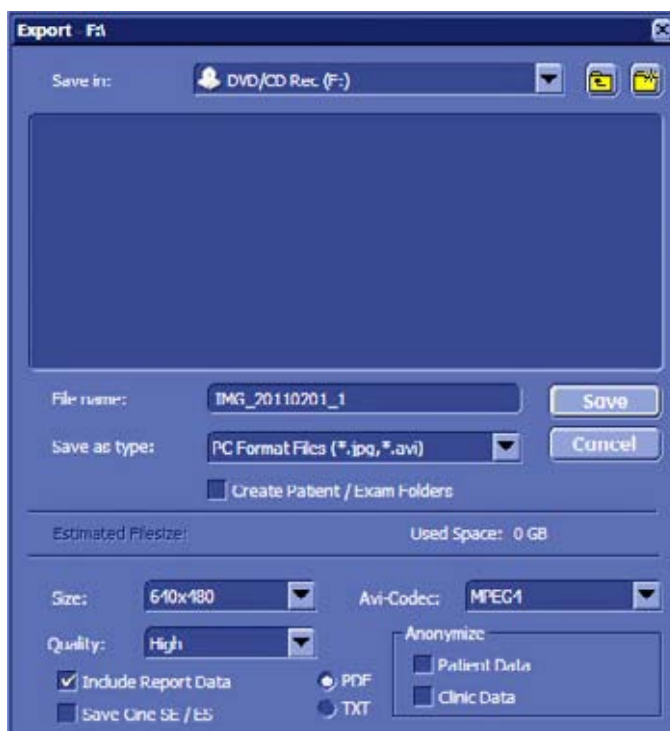 Export - F:\
Save in: DVD/CD Rec (F:)
File name: IMG_20110201_1 Save
Save as type: PC Format Files (*.jpg,*.avi) Cancel
Create Patient / Exam Folders
Estimated Filesize: Used Space: 0 GB
Size: 640x480 Avi-Codec: MPEG4
Quality: High Anonymize
Patient Data
Include Report Data PDF
Clinic Data
Save Cine SE / ES TXT